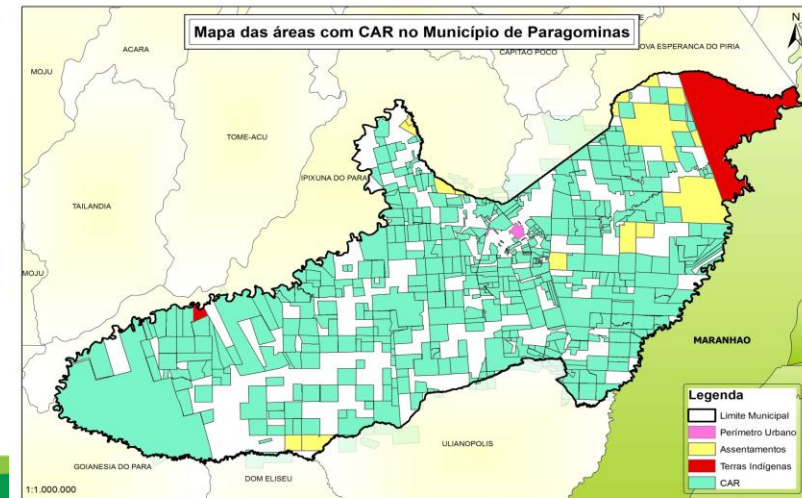 Mapa das áreas com CAR no Município de Paragominas
N
ACARA
CAPITAO POCO
OVA ESPERANCA DO PIRIA
MOJU
TOME-ACU
IPIXUNA DO PARA
TAILANDIA
MOJU
MARANHAO
Legenda
Limite Municipal
Perímetro Urbano
Assentamentos
Terras Indígenas
CAR
ULIANOPOLIS
GOIANESIA DO PARA
DOM ELISEU
1:1.000.000